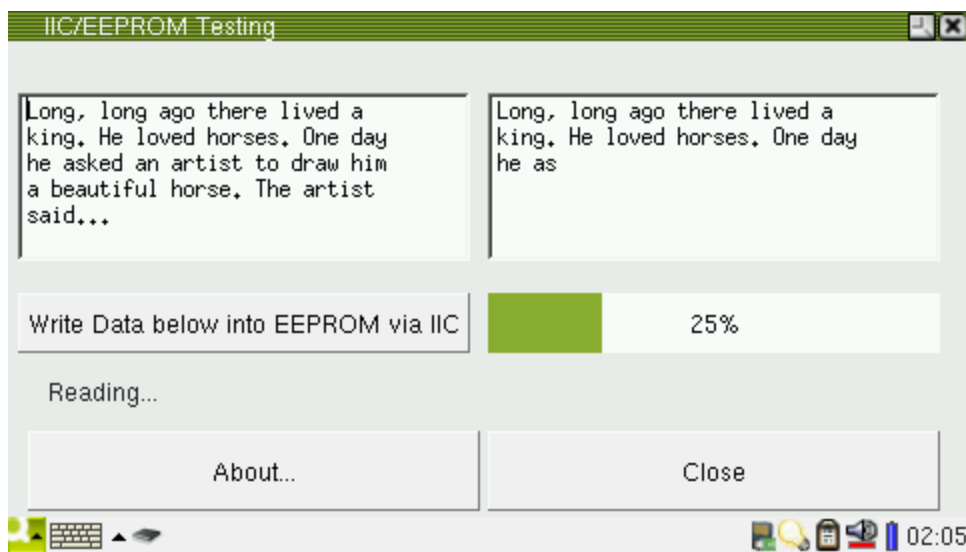 IIC/EEPROM Testing
Long, long ago there lived a
king. He loved horses. One day
he asked an artist to draw him
a beautiful horse. The artist
said...
Long, long ago there lived a
king. He loved horses. One day
he as
Write Data below into EEPROM via IIC
25%
Reading...
About...
Close
02:05